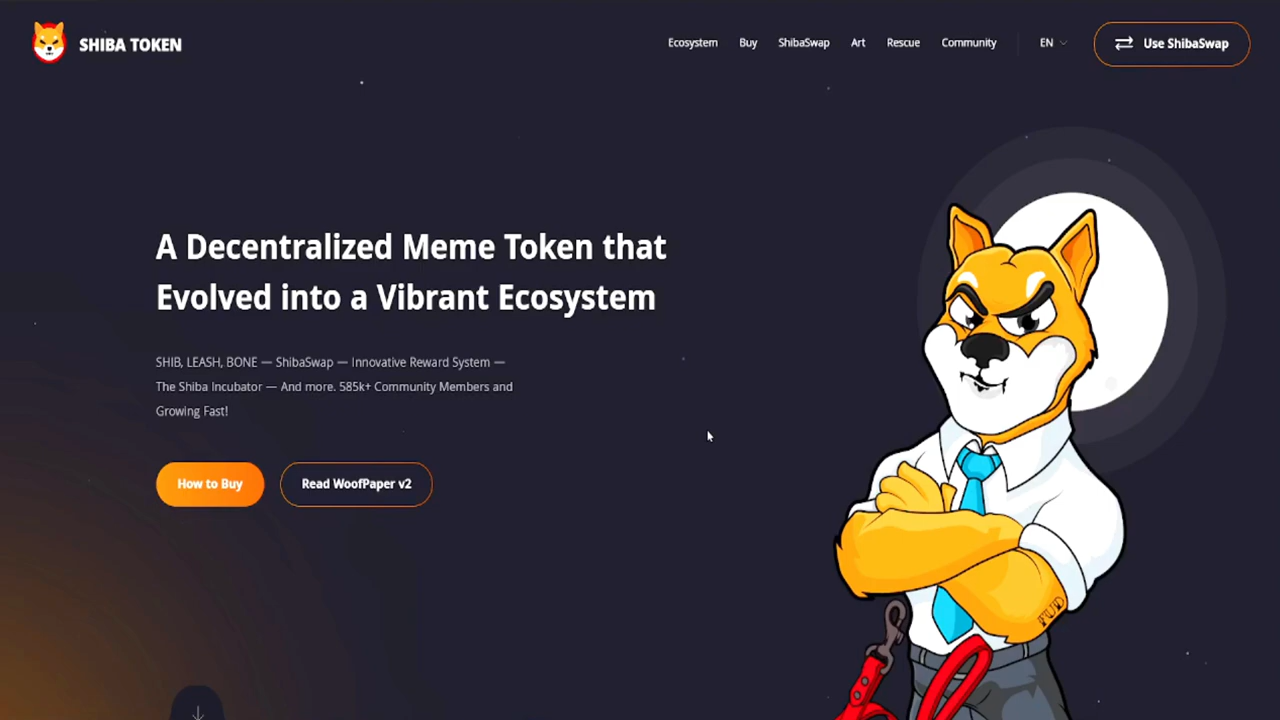 SHIBA TOKEN
Ecosystem Buy ShibaSwap Art Rescue Community EN Use ShibaSwap
A Decentralized Meme Token that
Evolved into a Vibrant Ecosystem
SHIB, LEASH, BONE — ShibaSwap — Innovative Reward System —
The Shiba Incubator — And more. 585k+ Community Members and
Growing Fast!
How to Buy Read WoofPaper v2
FUD